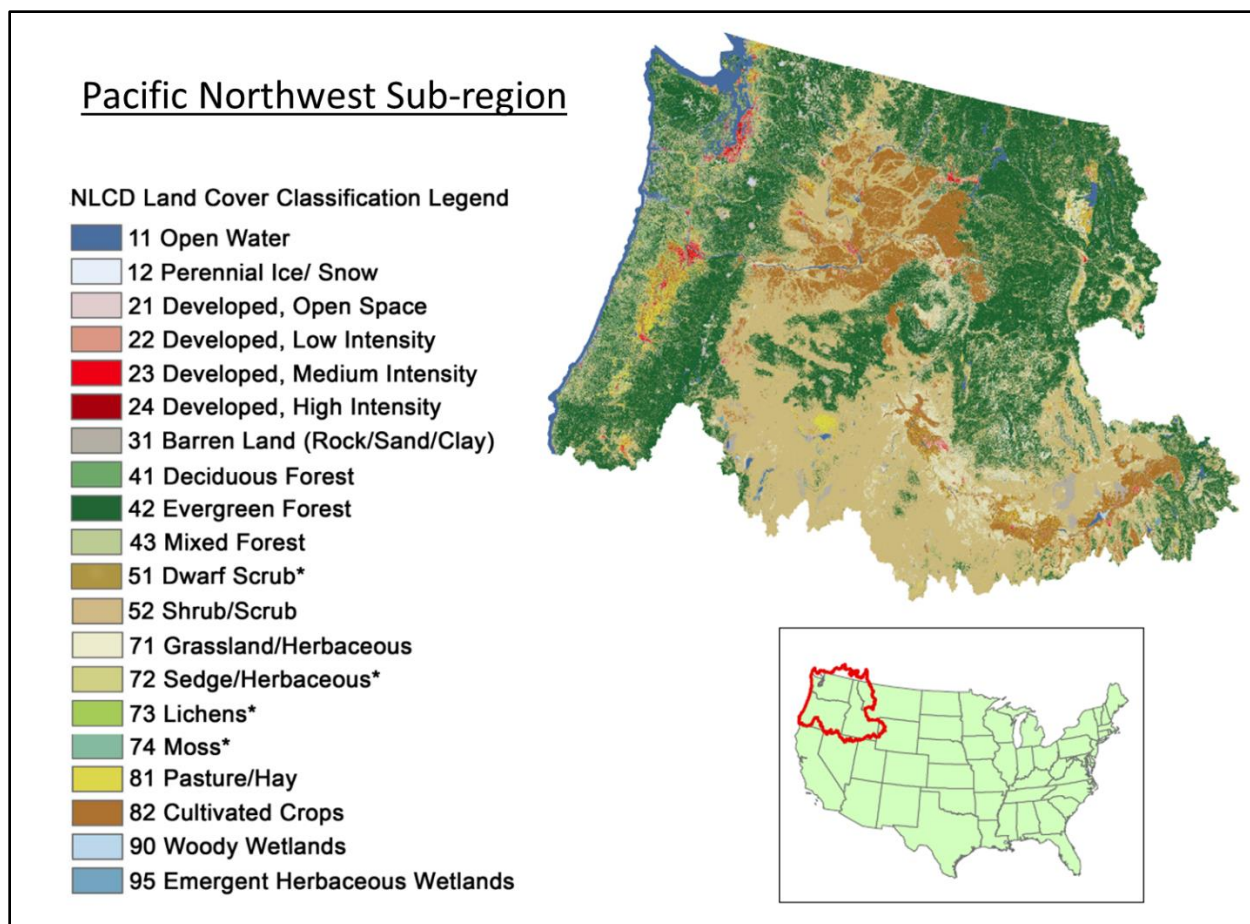 Pacific Northwest Sub-region
NLCD Land Cover Classification Legend
11 Open Water
12 Perennial Ice/ Snow
21 Developed, Open Space
22 Developed, Low Intensity
23 Developed, Medium Intensity
24 Developed, High Intensity
31 Barren Land (Rock/Sand/Clay)
41 Deciduous Forest
42 Evergreen Forest
43 Mixed Forest
51 Dwarf Scrub*
52 Shrub/Scrub
71 Grassland/Herbaceous
72 Sedge/Herbaceous*
73 Lichens*
74 Moss*
81 Pasture/Hay
82 Cultivated Crops
90 Woody Wetlands
95 Emergent Herbaceous Wetlands